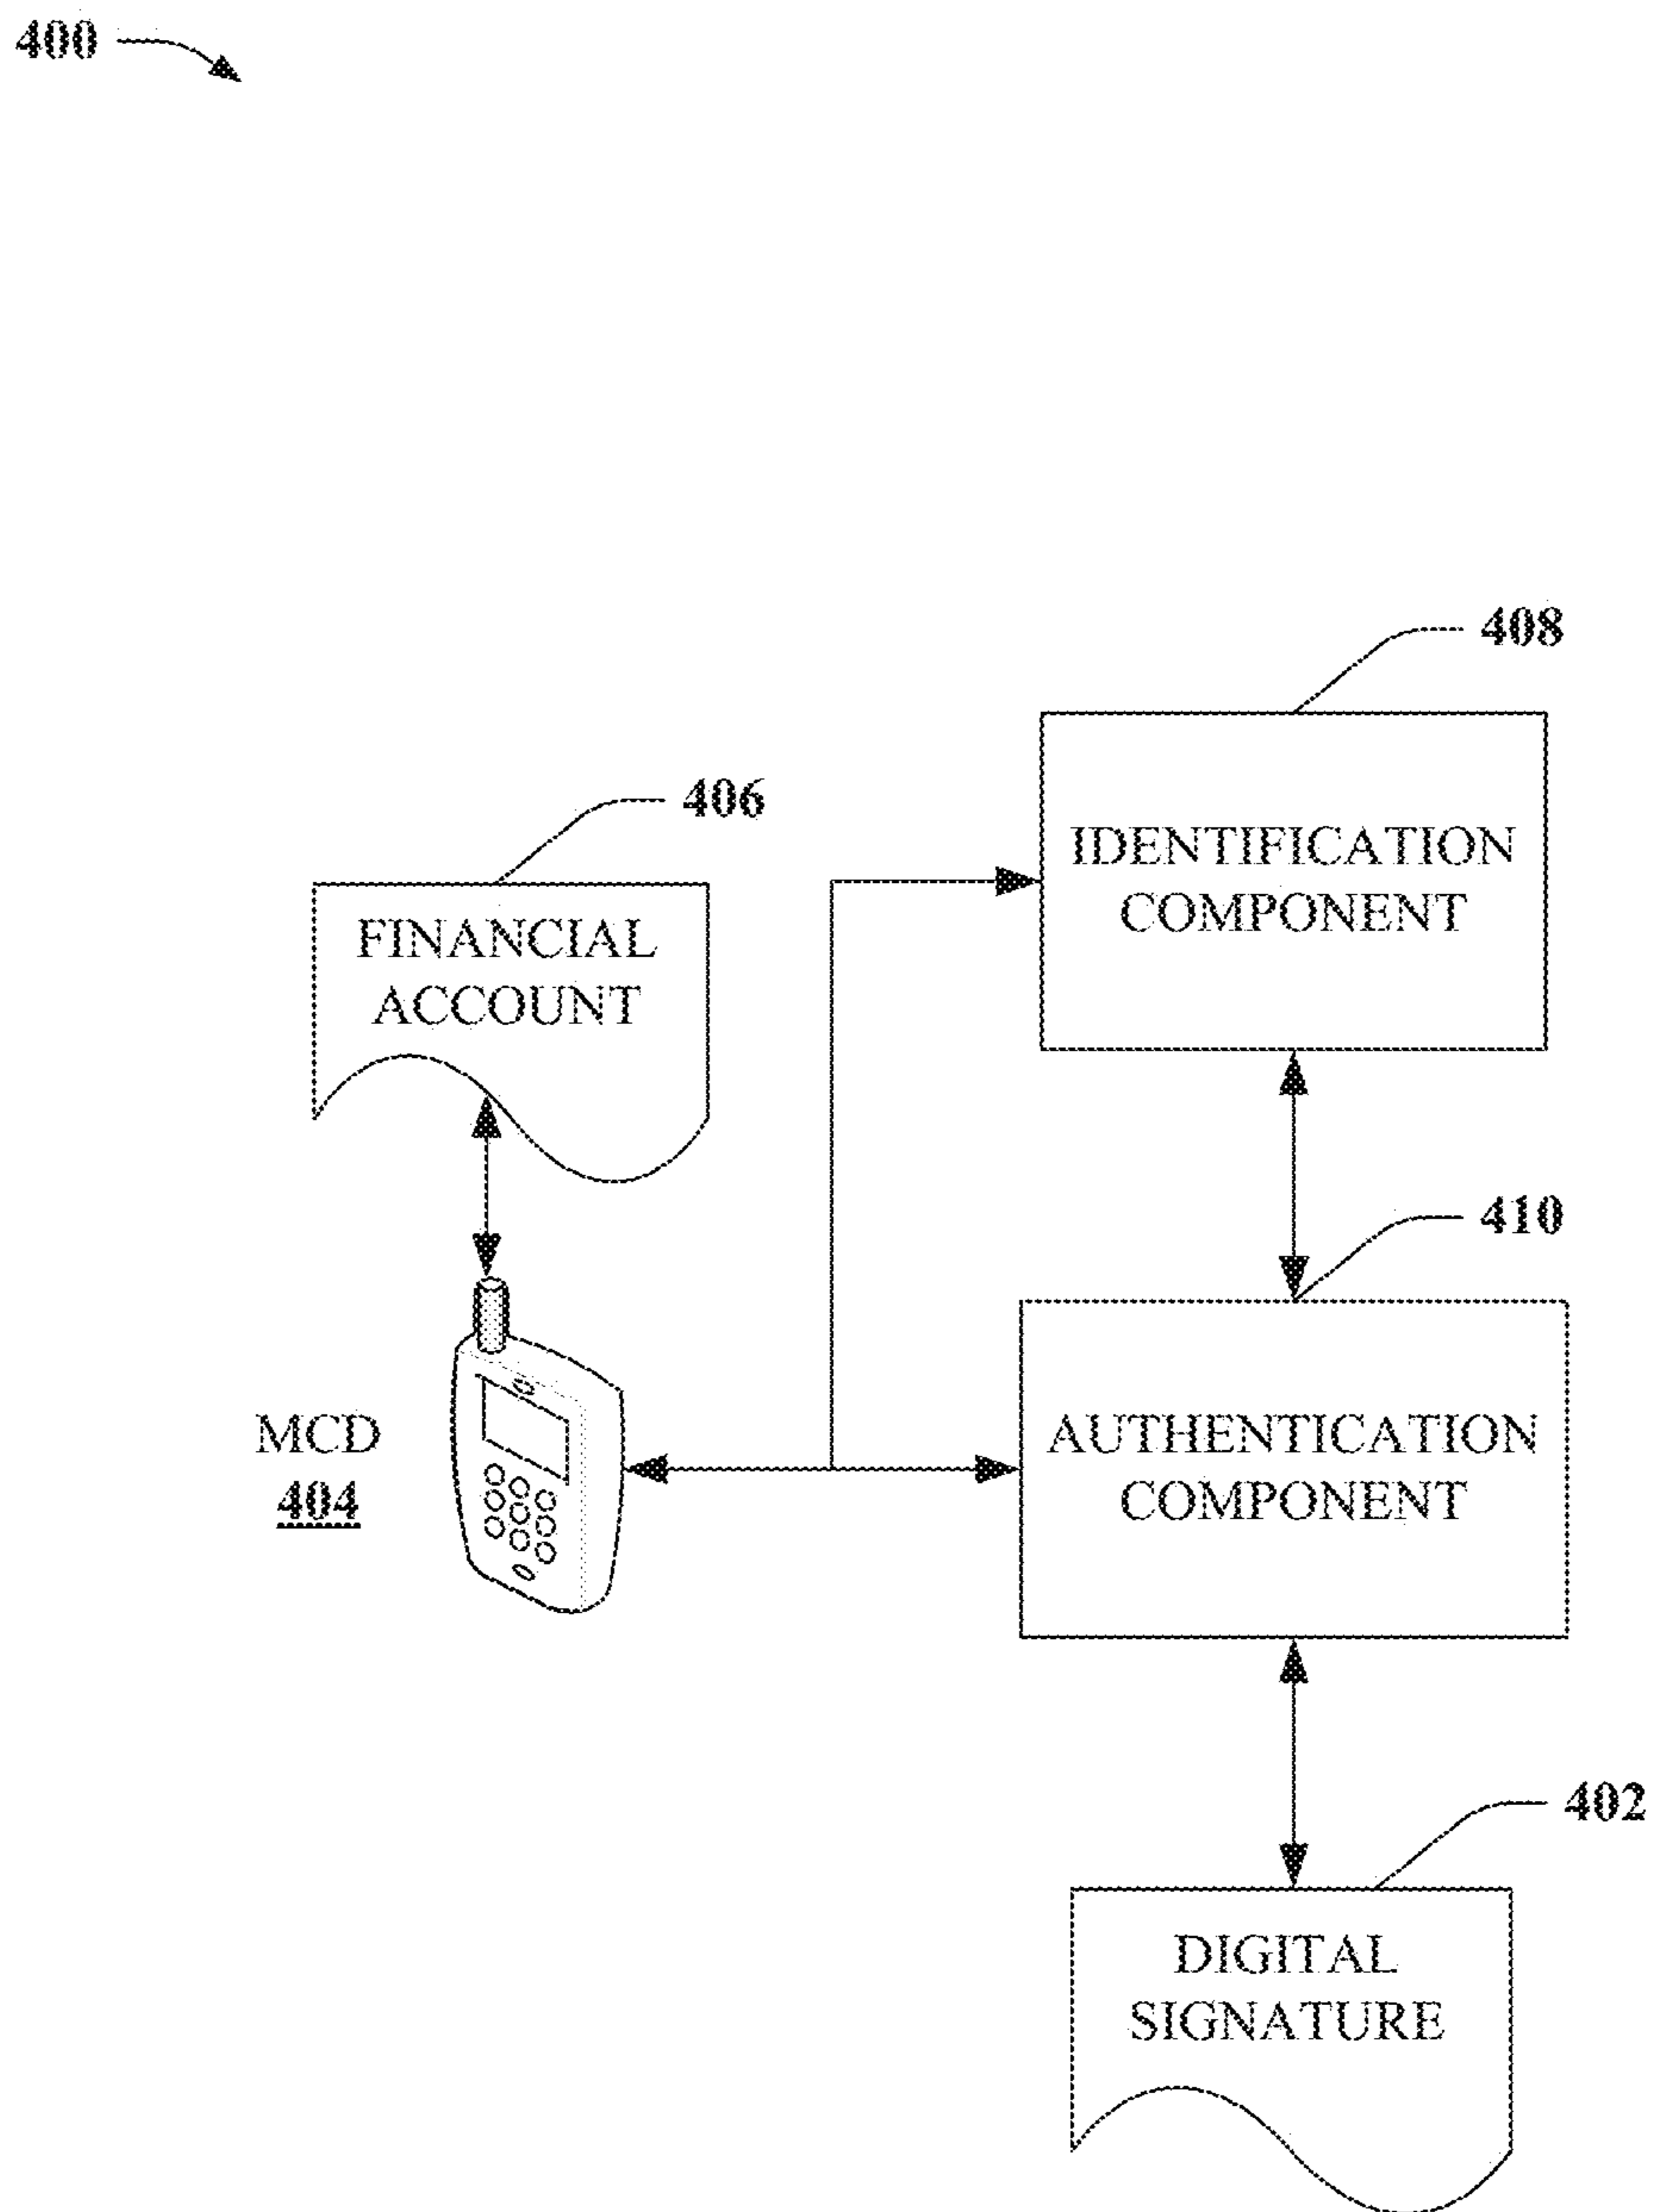 400
408
IDENTIFICATION
COMPONENT
406
FINANCIAL
ACCOUNT
410
AUTHENTICATION
COMPONENT
MCD
404
402
DIGITAL
SIGNATURE